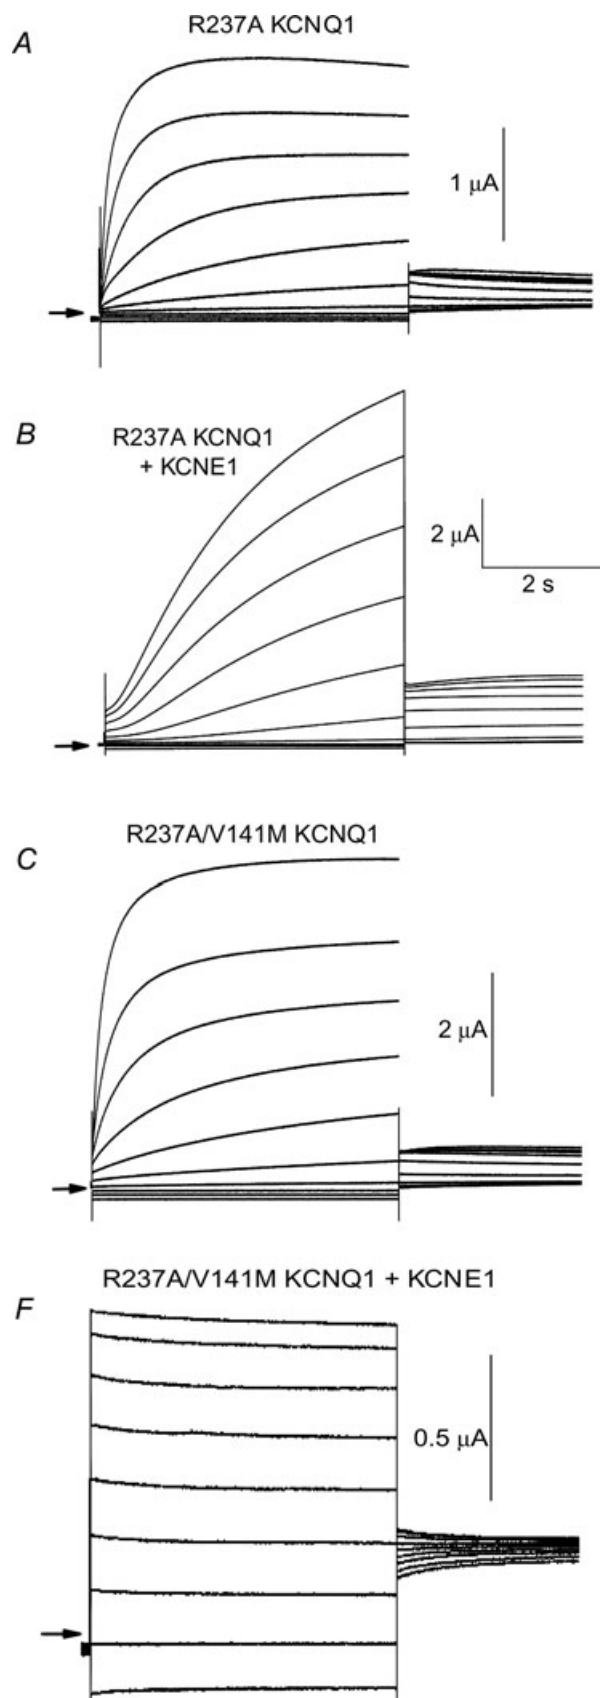 A
R237A KCNQ1
1 μA
B
R237A KCNQ1
+ KCNE1
2 μA
2 s
R237A/V141M KCNQ1
C
2 μA
R237A/V141M KCNQ1 + KCNE1
F
0.5 μA